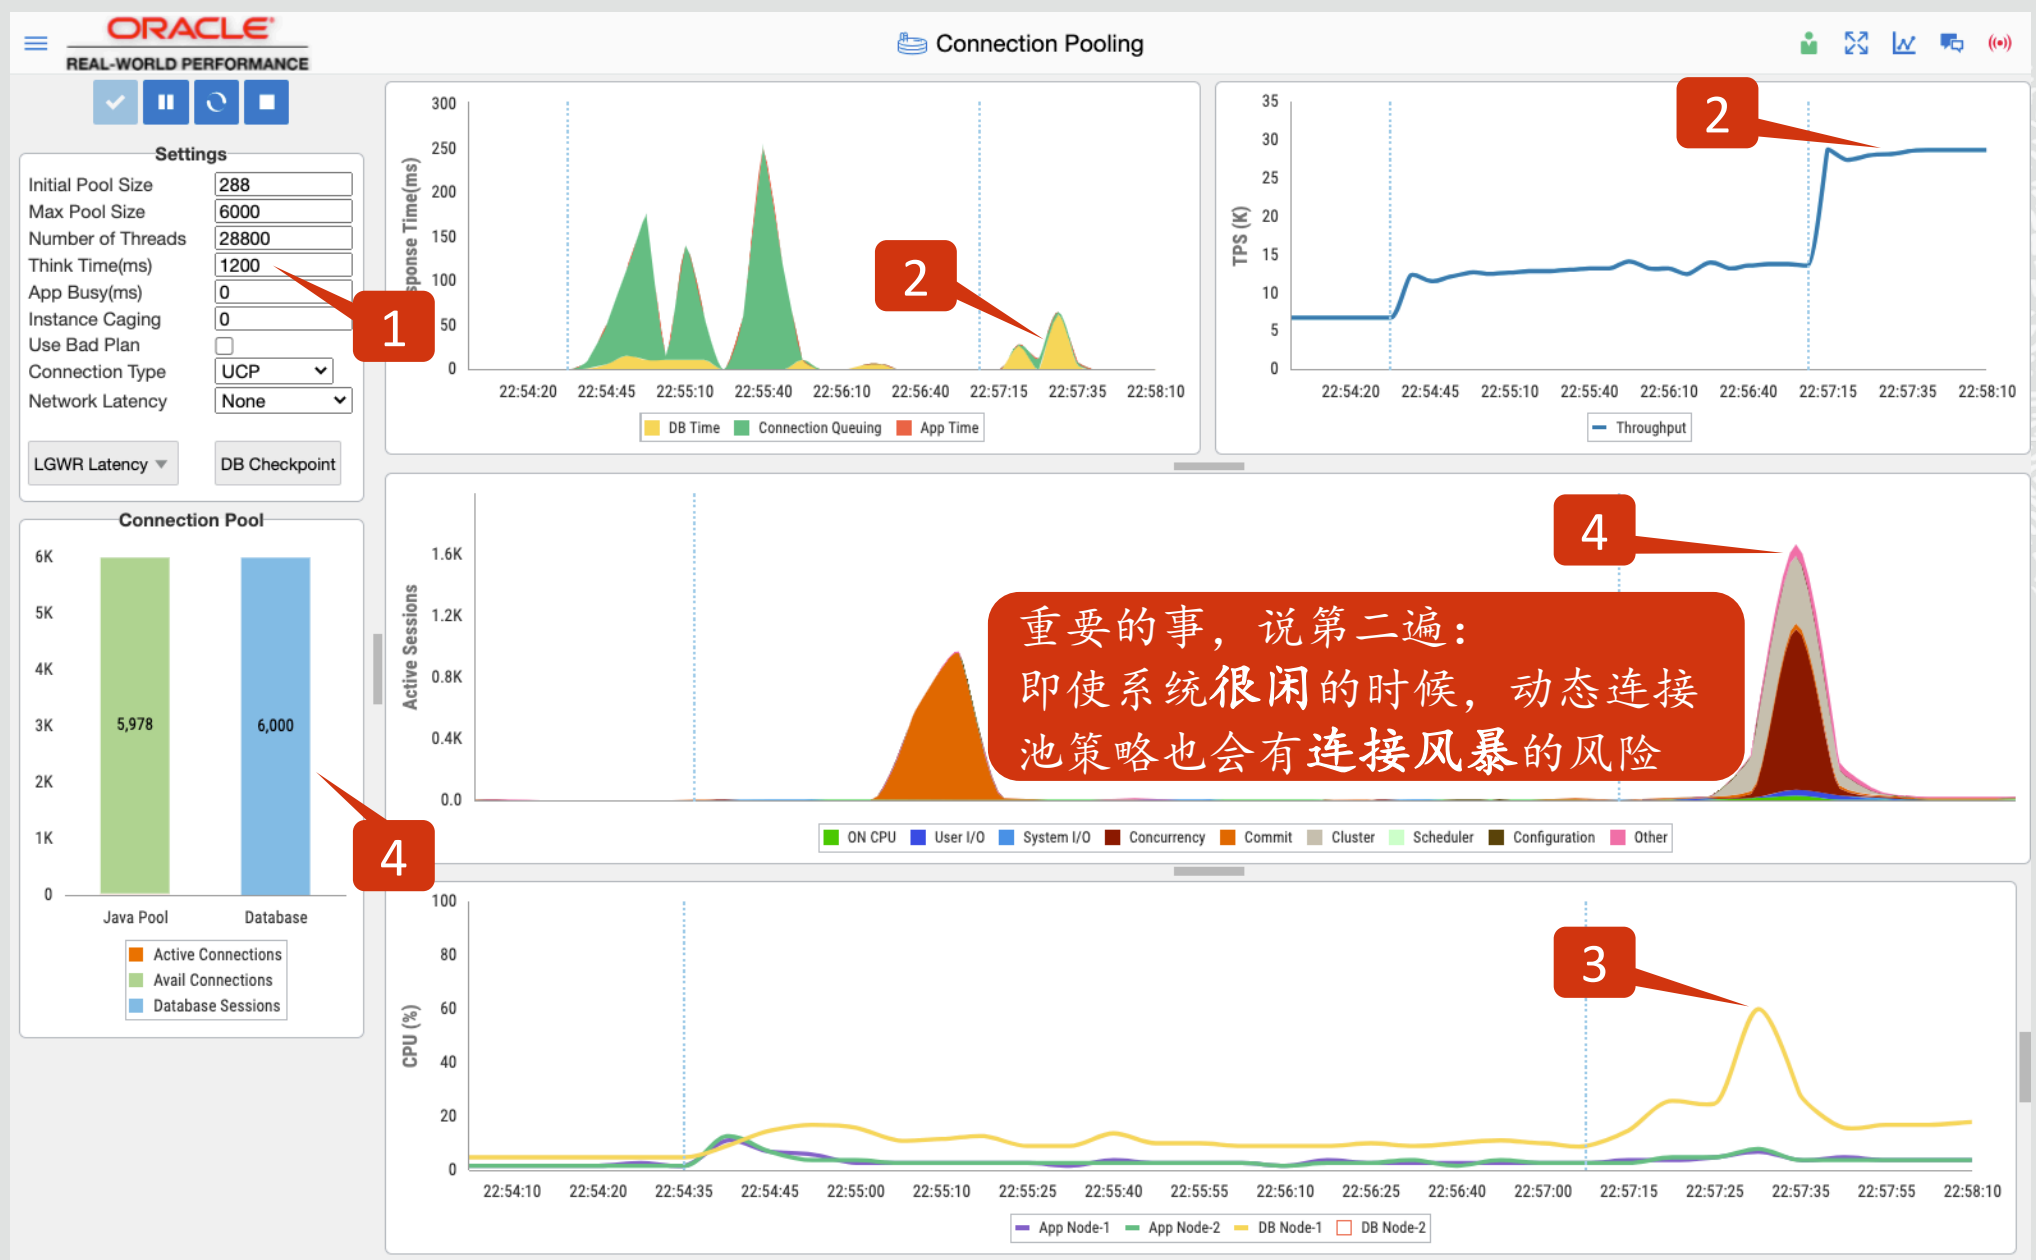 ORACLE
REAL-WORLD PERFORMANCE
Connection Pooling
Settings
Initial Pool Size 288
Max Pool Size 6000
Number of Threads 28800
Think Time(ms) 1200
App Busy(ms) 0
Instance Caging 0
Use Bad Plan
Connection Type UCP
Network Latency None
LGWR Latency DB Checkpoint
1
Connection Pool
6K
5K
4K
3K
2K
1K
0
5,978
6,000
Java Pool Database
Active Connections
Avail Connections
Database Sessions
4
sponse Time(ms)
300
250
200
150
100
50
0
2
22:54:20 22:54:45 22:55:10 22:55:40 22:56:10 22:56:40 22:57:15 22:57:35 22:58:10
DB Time Connection Queuing App Time
TPS (K)
35
30
25
20
15
10
5
0
2
22:54:20 22:54:45 22:55:10 22:55:40 22:56:10 22:56:40 22:57:15 22:57:35 22:58:10
Throughput
Active Sessions
1.6K
1.2K
0.8K
0.4K
0.0
4
重要的事，说第二遍：
即使系统很闲的时候，动态连接
池策略也会有连接风暴的风险
ON CPU User I/O System I/O Concurrency Commit Cluster Scheduler Configuration Other
CPU (%)
100
80
60
40
20
0
3
22:54:10 22:54:20 22:54:35 22:54:45 22:55:00 22:55:10 22:55:25 22:55:40 22:55:55 22:56:10 22:56:25 22:56:40 22:57:00 22:57:15 22:57:25 22:57:35 22:57:55 22:58:10
App Node-1 App Node-2 DB Node-1 DB Node-2